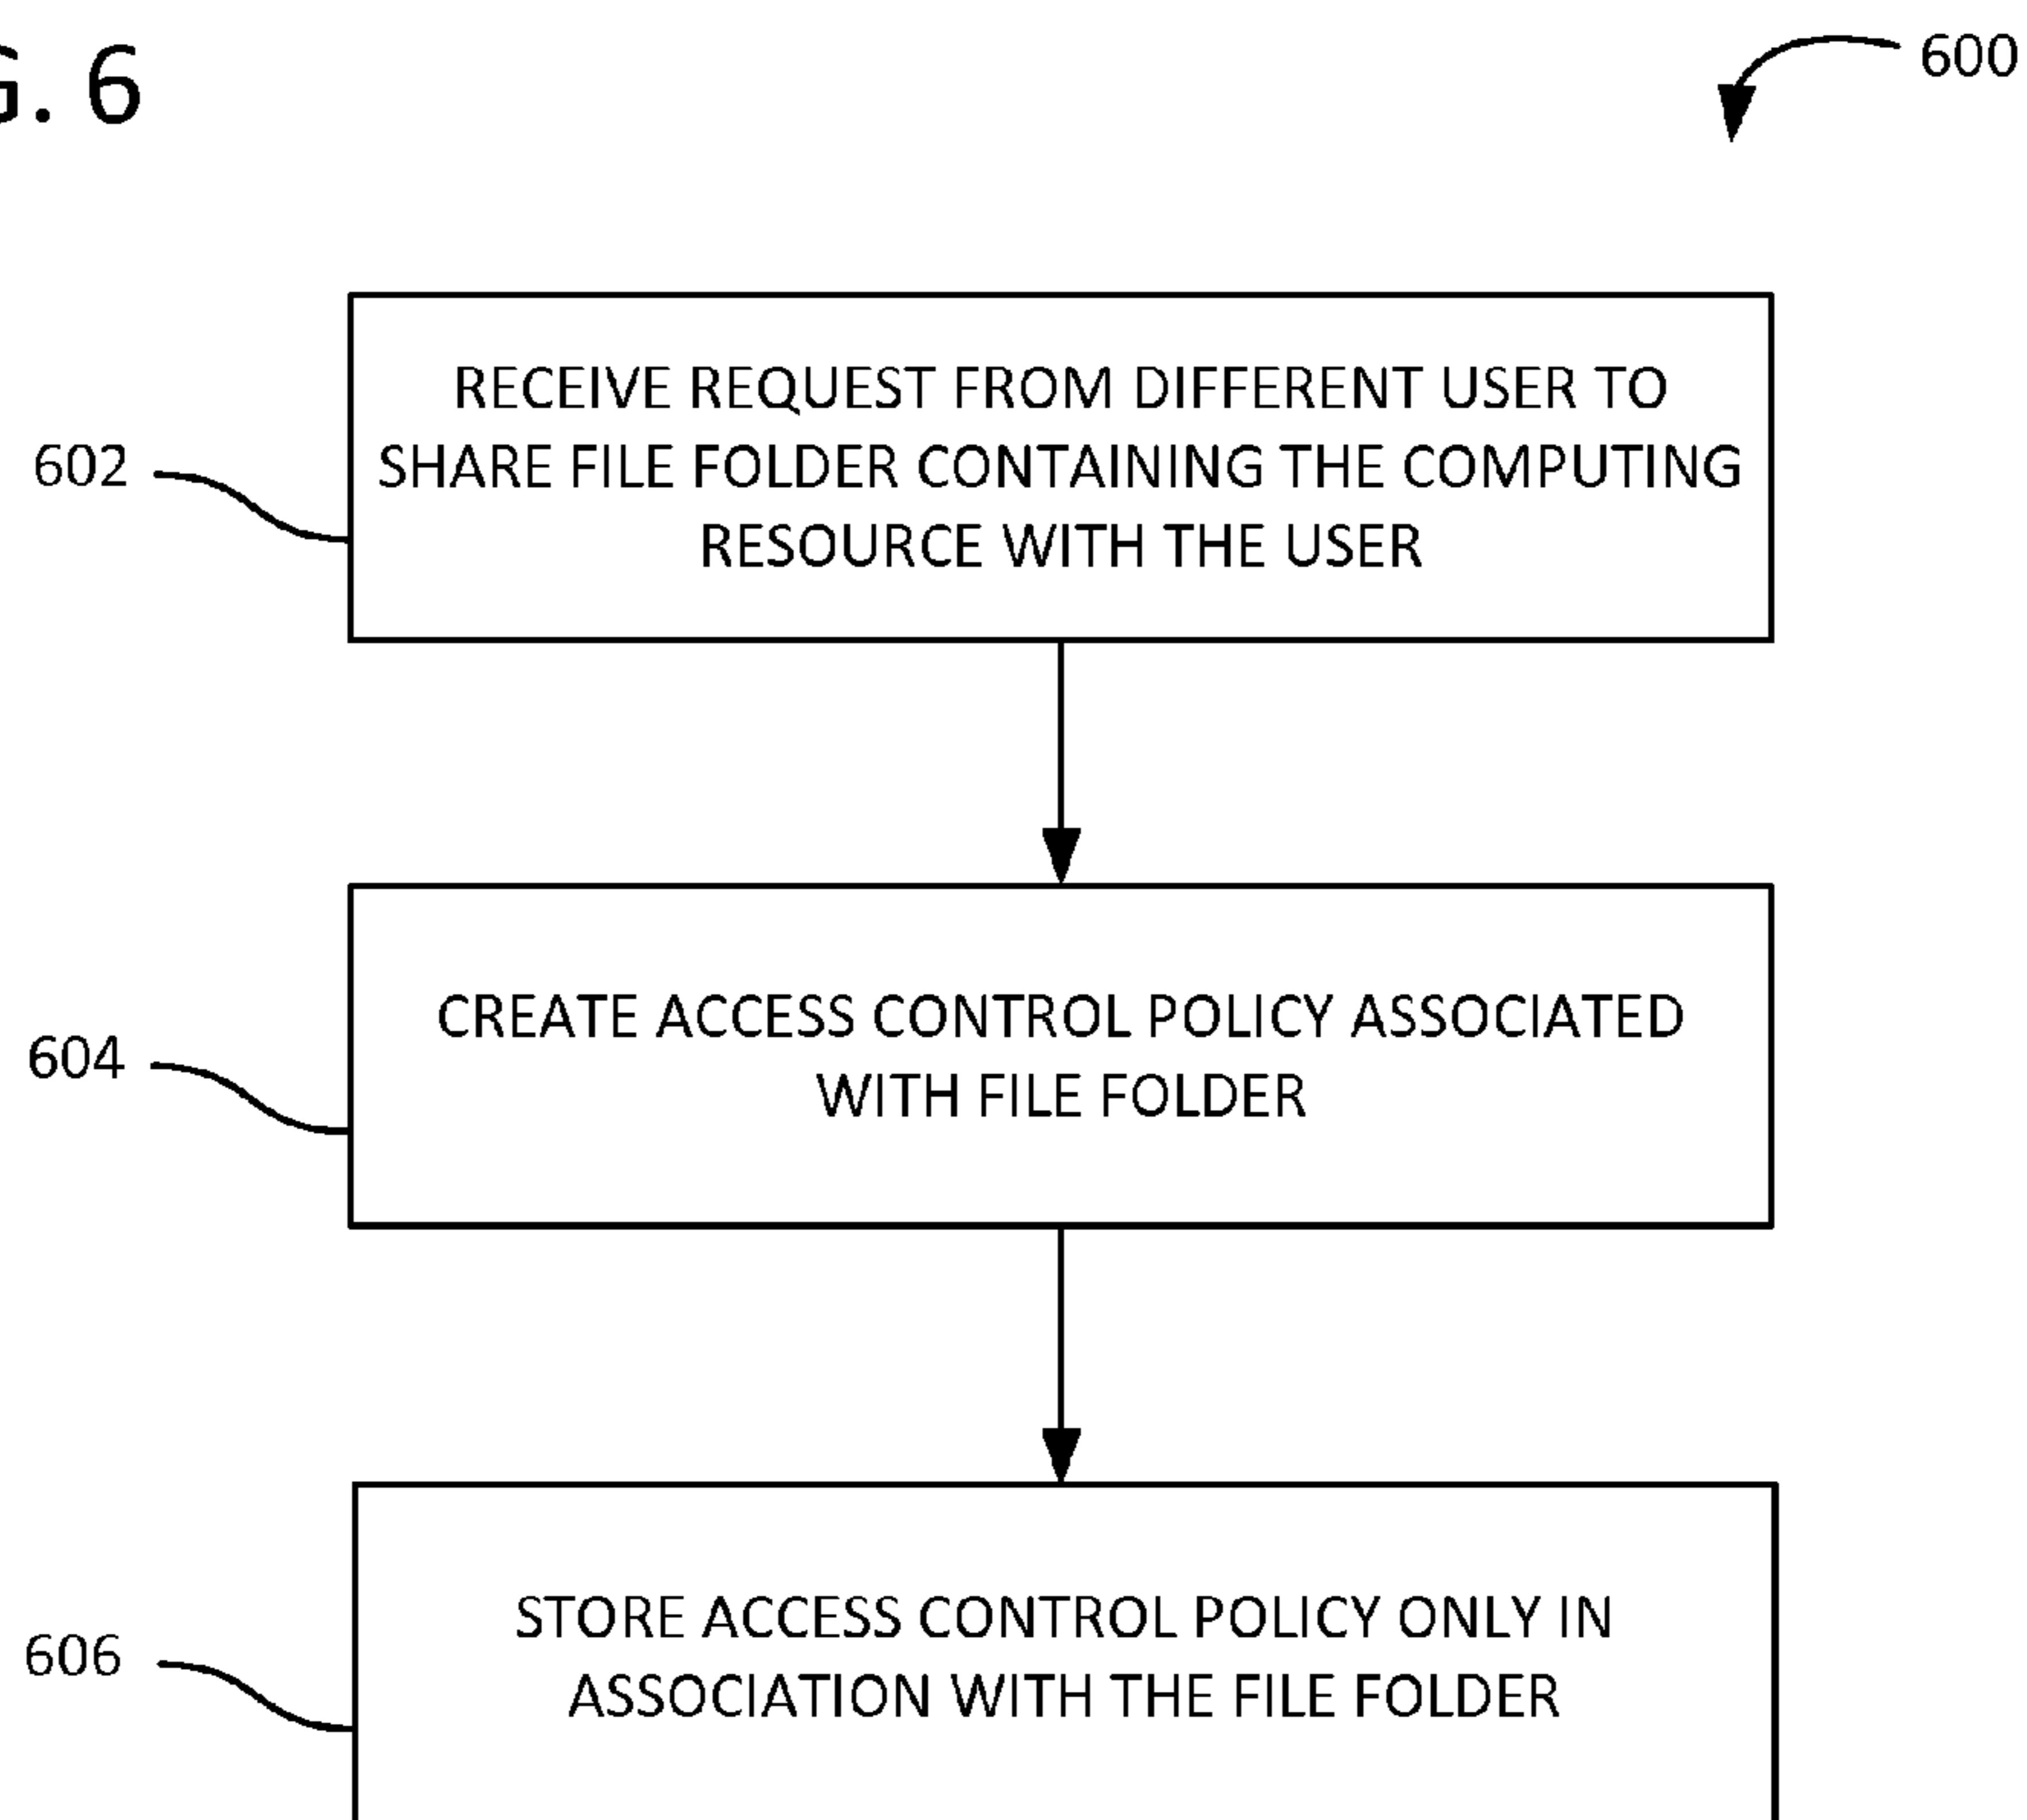 G. 6
600
RECEIVE REQUEST FROM DIFFERENT USER TO
SHARE FILE FOLDER CONTAINING THE COMPUTING
RESOURCE WITH THE USER
602
CREATE ACCESS CONTROL POLICY ASSOCIATED
WITH FILE FOLDER
604
STORE ACCESS CONTROL POLICY ONLY IN
ASSOCIATION WITH THE FILE FOLDER
606